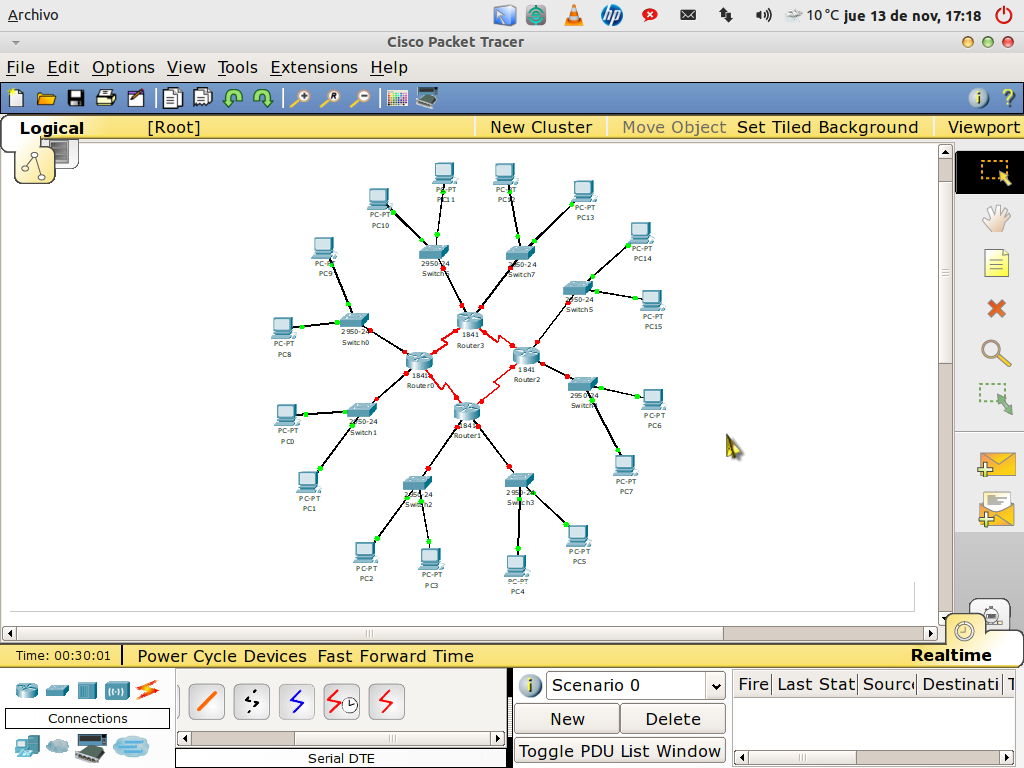 Archivo
10 °C jue 13 de nov, 17:18
Cisco Packet Tracer
File Edit Options View Tools Extensions Help
Logical [Root] New Cluster Move Object Set Tiled Background Viewport
PC-PT
PC11
PC12
PC-PT
PC13
PC-PT
PC10
PC-PT
PC14
PC9
2950-24
2950-24
Switch7
2950-24
Switch5
PC-PT
PC15
PC-PT
PC8
2950-24
Switch0
1841
Router3
1841
Router2
1841
Router0
2950-24
PC-PT
PC6
PC-PT
PC0
2950-24
Switch1
1841
Router1
PC-PT
PC7
PC-PT
PC1
2950-24
Switch2
2950-24
Switch3
PC-PT
PC2
PC-PT
PC3
PC-PT
PC4
PC-PT
PC5
Time: 00:30:01 Power Cycle Devices Fast Forward Time Realtime
Connections
Serial DTE
Scenario 0
New Delete
Toggle PDU List Window
Fire Last Stat Source Destinati T